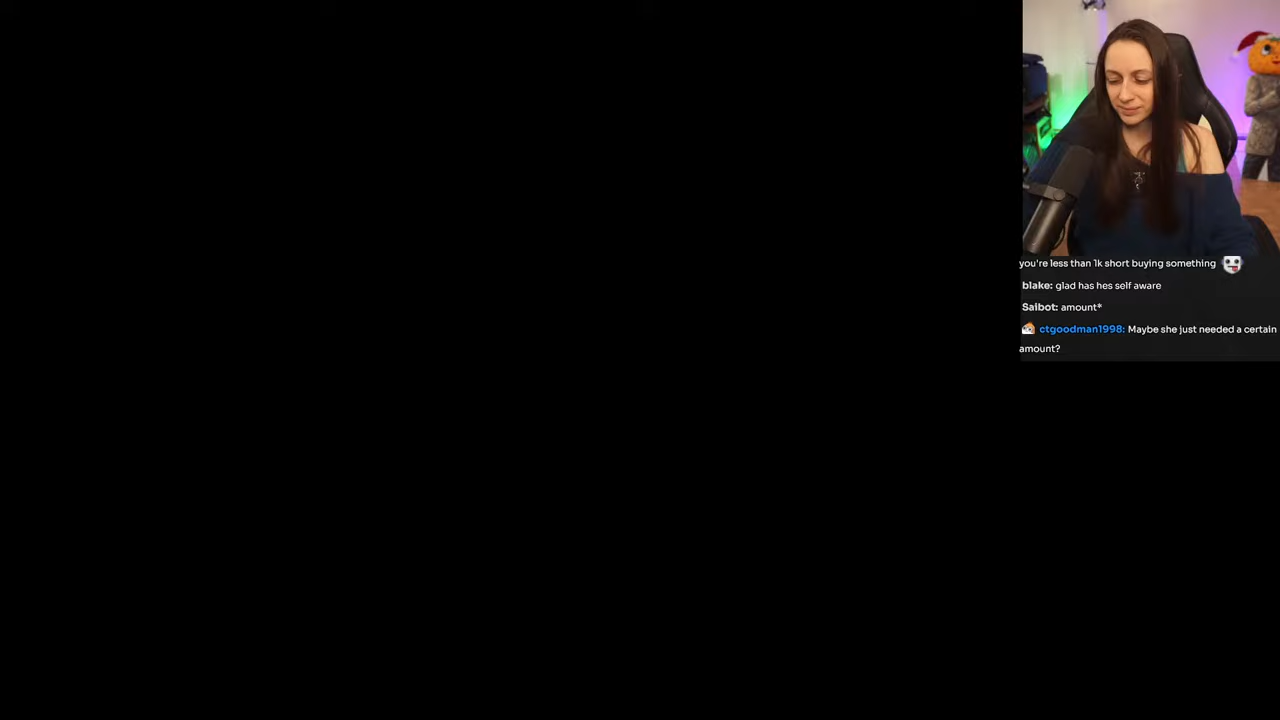 you're less than 1k short buying something
blake: glad has hes self aware
Saibot: amount*
ctgoodman1998: Maybe she just needed a certain
amount?